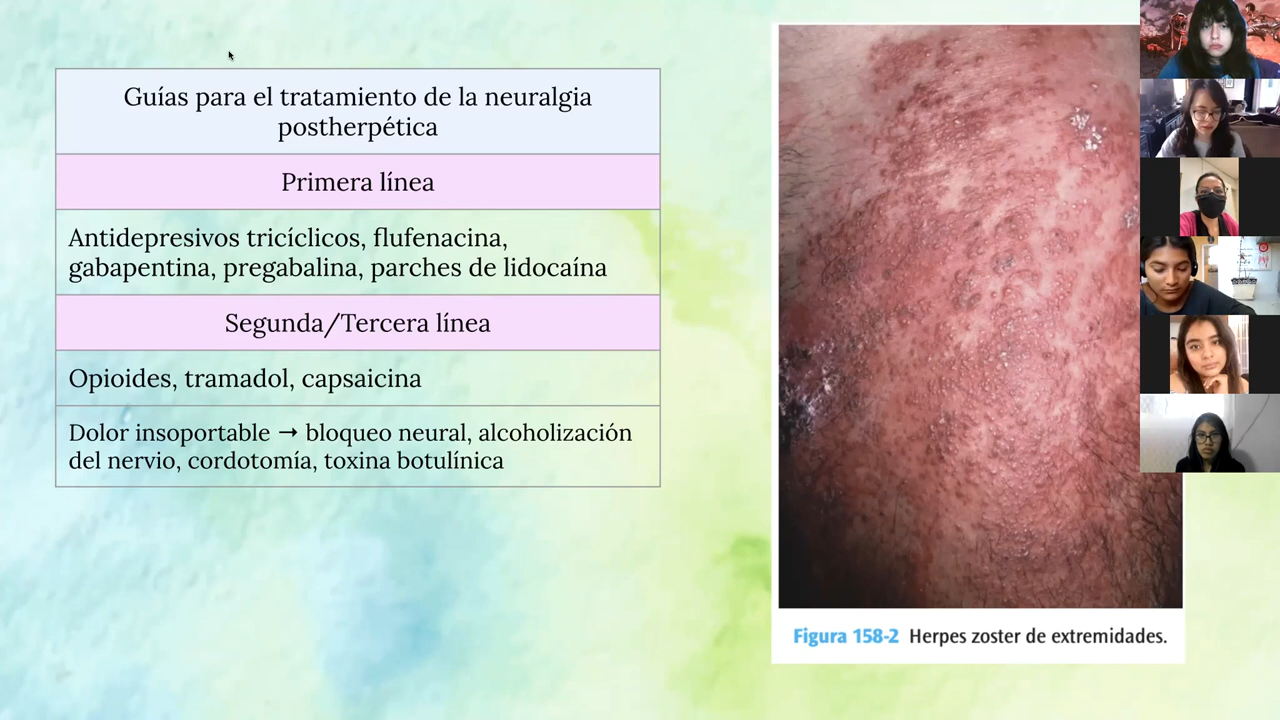 Guías para el tratamiento de la neuralgia
postherpética
Primera línea
Antidepresivos tricíclicos, flufenacina,
gabapentina, pregabalina, parches de lidocaína
Segunda/Tercera línea
Opioides, tramadol, capsaicina
Dolor insoportable → bloqueo neural, alcoholización
del nervio, cordotomía, toxina botulínica
Figura 158-2 Herpes zoster de extremidades.